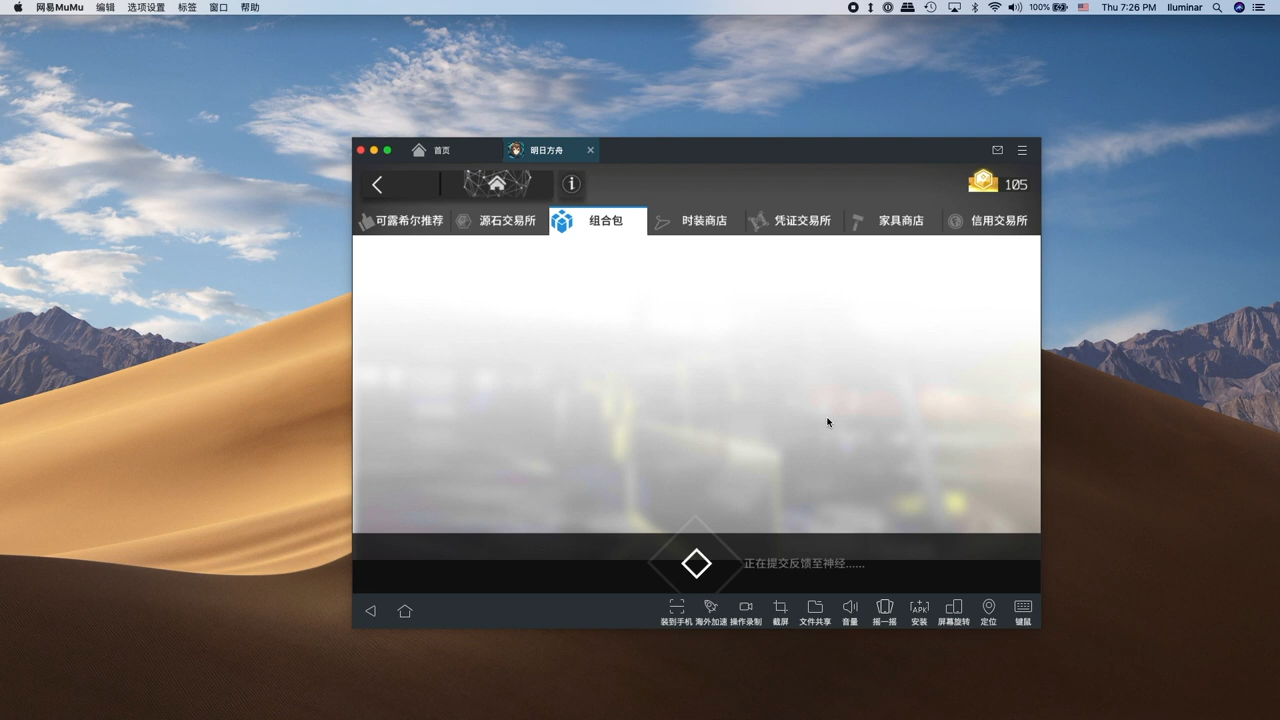 网易MuMu 编辑 选项设置 标签 窗口 帮助 100% Thu 7:26 PM Iluminar
首页 明日方舟
105
可露希尔推荐 源石交易所 组合包 时装商店 凭证交易所 家具商店 信用交易所
正在提交反馈至神经......
装到手机 海外加速 操作录制 截屏 文件共享 音量 摇一摇 APK 安装 屏幕旋转 定位 键鼠